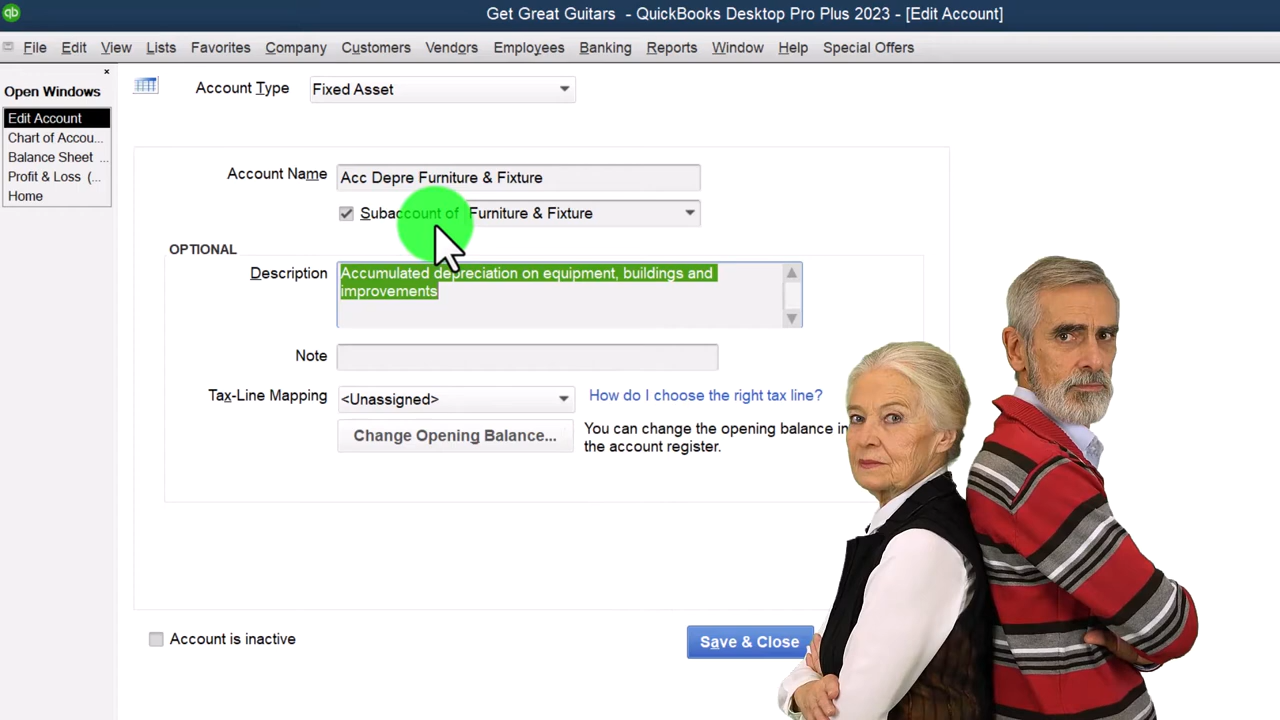 qb
Get Great Guitars - QuickBooks Desktop Pro Plus 2023 - [Edit Account]
File Edit View Lists Favorites Company Customers Vendors Employees Banking Reports Window Help Special Offers
Open Windows
×
Edit Account
Chart of Accou...
Balance Sheet ...
Profit & Loss (...
Home
Account Type Fixed Asset
Account Name Acc Depre Furniture & Fixture
Subaccount of Furniture & Fixture
OPTIONAL
Description Accumulated depreciation on equipment, buildings and
improvements
Note
Tax-Line Mapping <Unassigned> How do I choose the right tax line?
Change Opening Balance... You can change the opening balance in
the account register.
Account is inactive
Save & Close